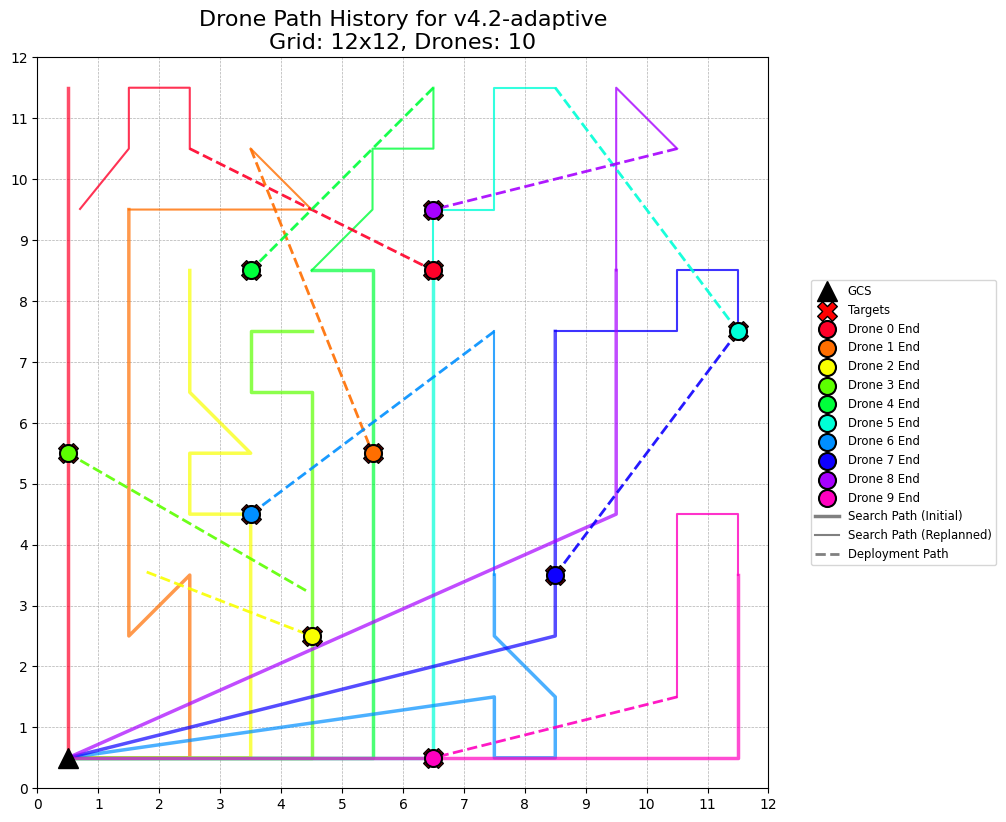 Drone Path History for v4.2-adaptive
Grid: 12x12, Drones: 10
12
11
10
9
8
7
6
5
4
3
2
1
0
0 1 2 3 4 5 6 7 8 9 10 11 12
GCS
Targets
Drone 0 End
Drone 1 End
Drone 2 End
Drone 3 End
Drone 4 End
Drone 5 End
Drone 6 End
Drone 7 End
Drone 8 End
Drone 9 End
Search Path (Initial)
Search Path (Replanned)
Deployment Path